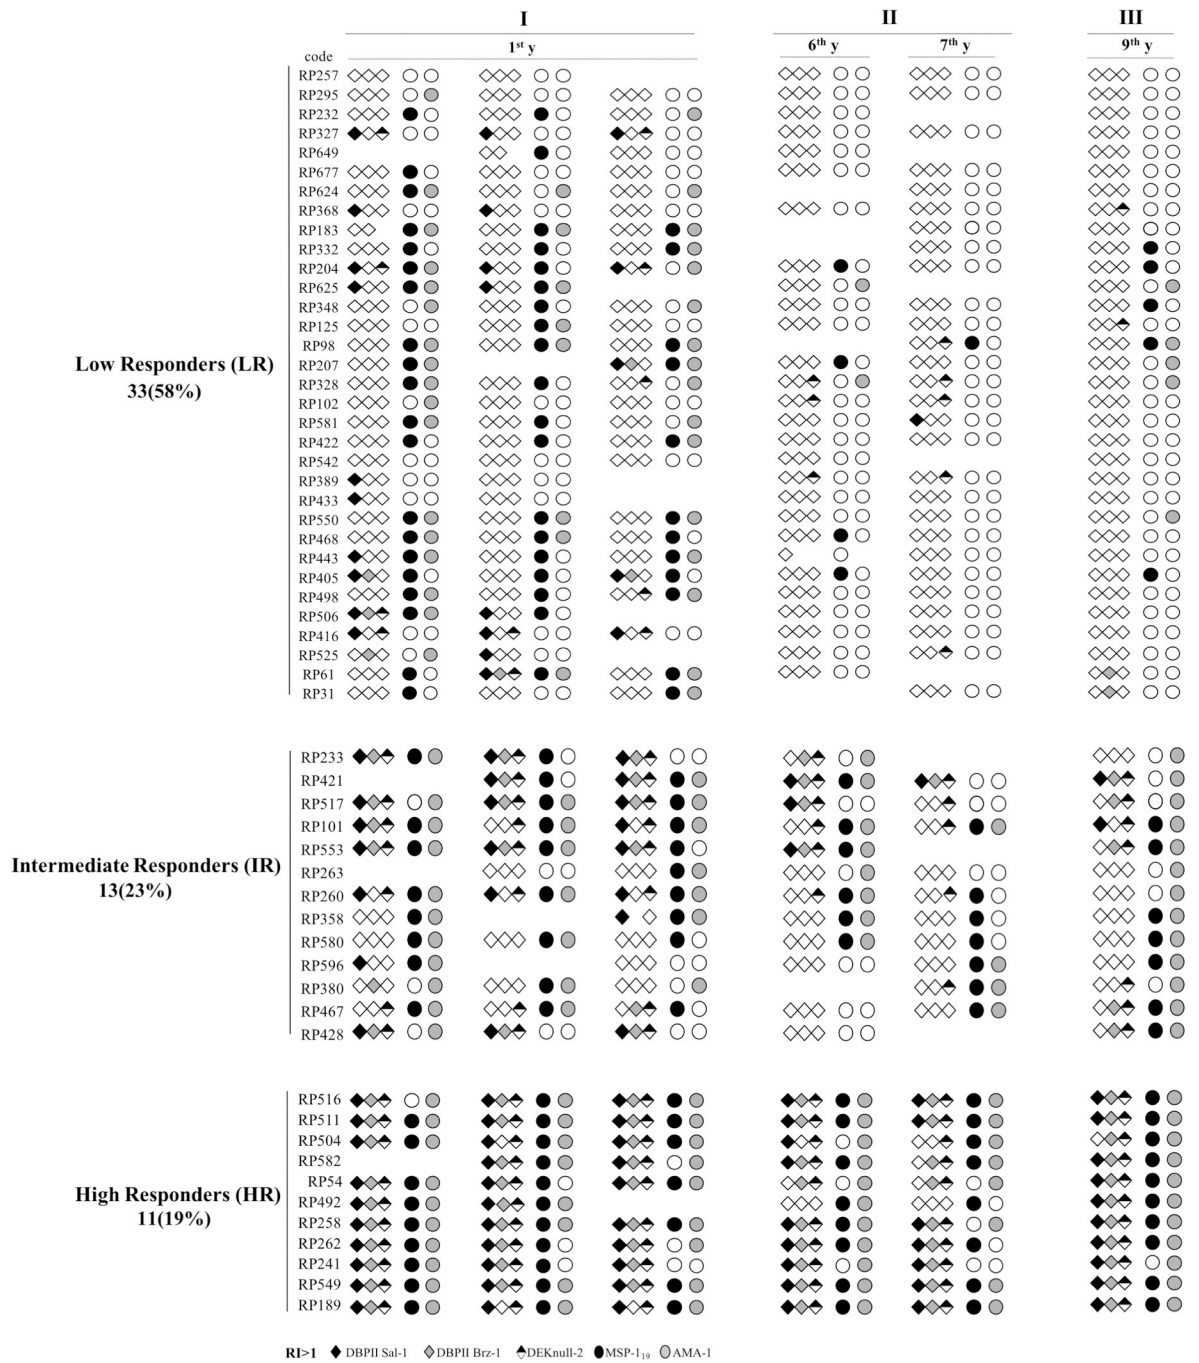 I II III
1st y 6th y 7th y 9th y
code
RP257
RP295
RP232
RP327
RP649
RP677
RP624
RP368
RP183
RP332
RP204
RP625
RP348
RP125
RP98
Low Responders (LR)
RP207
33(58%)
RP328
RP102
RP581
RP422
RP542
RP389
RP433
RP550
RP468
RP443
RP405
RP498
RP506
RP416
RP525
RP61
RP31
RP233
RP421
RP517
RP101
RP553
Intermediate Responders (IR)
RP263
13(23%)
RP260
RP358
RP580
RP596
RP380
RP467
RP428
RP516
RP511
RP504
RP582
RP54
High Responders (HR)
RP492
11(19%)
RP258
RP262
RP241
RP549
RP189
RI>1 DBPII Sal-1 DBPII Brz-1 DEKnull-2 MSP-119 AMA-1